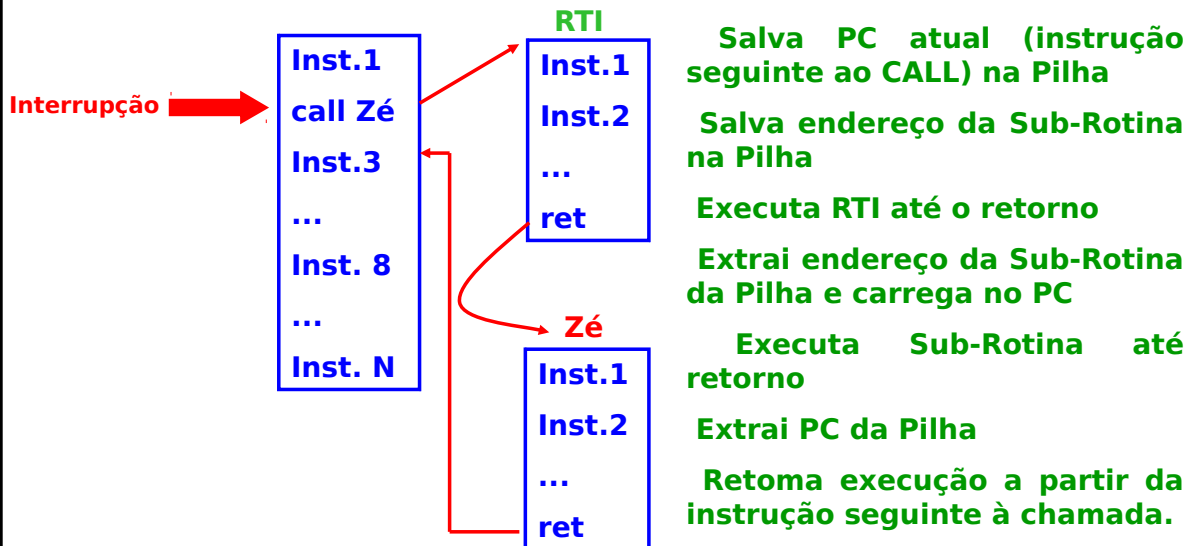 Interrupção
Inst.1
call Zé
Inst.3
...
Inst. 8
...
Inst. N
RTI
Inst.1
Inst.2
...
ret
Zé
Inst.1
Inst.2
...
ret
Salva PC atual (instrução
seguinte ao CALL) na Pilha
Salva endereço da Sub-Rotina
na Pilha
Executa RTI até o retorno
Extrai endereço da Sub-Rotina
da Pilha e carrega no PC
Executa Sub-Rotina até
retorno
Extrai PC da Pilha
Retoma execução a partir da
instrução seguinte à chamada.